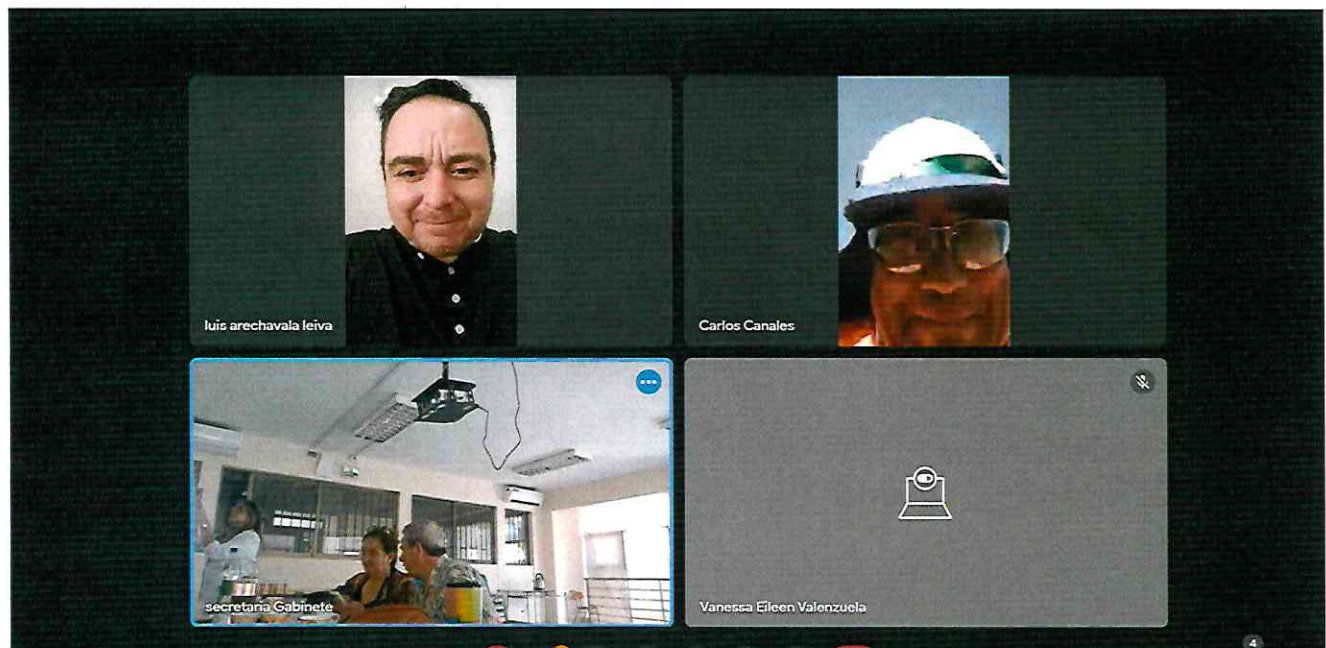 luis arechavala leiva
Carlos Canales
secretaria Gabinete
Vanessa Eileen Valenzuela
4